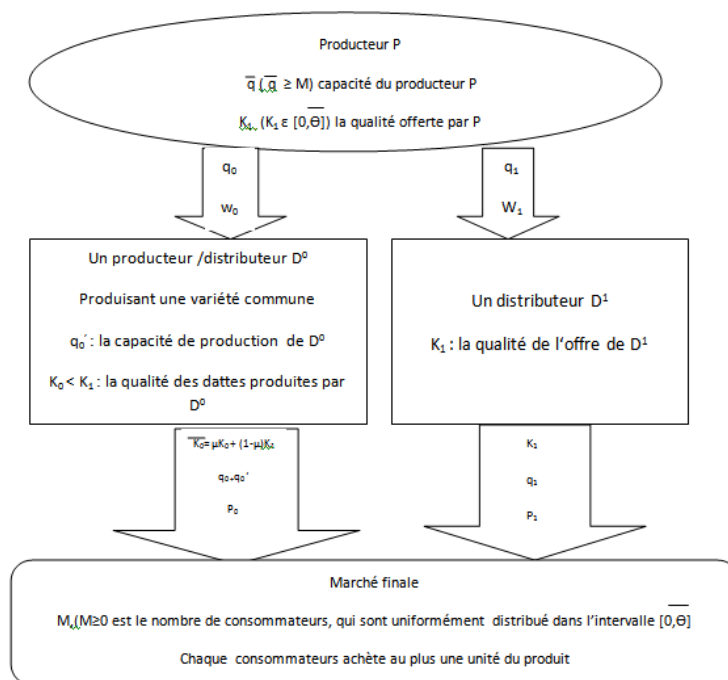 Producteur P
q̅ ( q̅ ≥ M) capacité du producteur P
K₁, (K₁ ε [0,Ɵ̅]) la qualité offerte par P
q₀
w₀
q₁
W₁
Un producteur /distributeur D⁰
Produisant une variété commune
q₀′ : la capacité de production de D⁰
K₀ < K₁ : la qualité des dattes produites par
D⁰
Un distributeur D¹
K₁ : la qualité de l'offre de D¹
K̅₀= µK₀+ (1-µ)K₁
q₀+q₀′
P₀
K₁
q₁
P₁
Marché finale
M,(M≥0 est le nombre de consommateurs, qui sont uniformément distribué dans l'intervalle [0,Ɵ̅]
Chaque consommateurs achète au plus une unité du produit